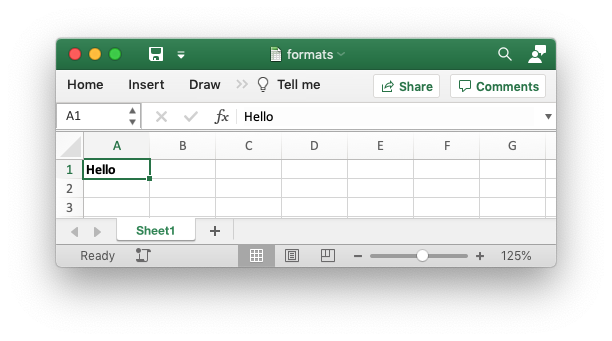 formats
Home Insert Draw Tell me Share Comments
A1 fx Hello
A B C D E F G
1 Hello
2
3
Sheet1 +
Ready 125%